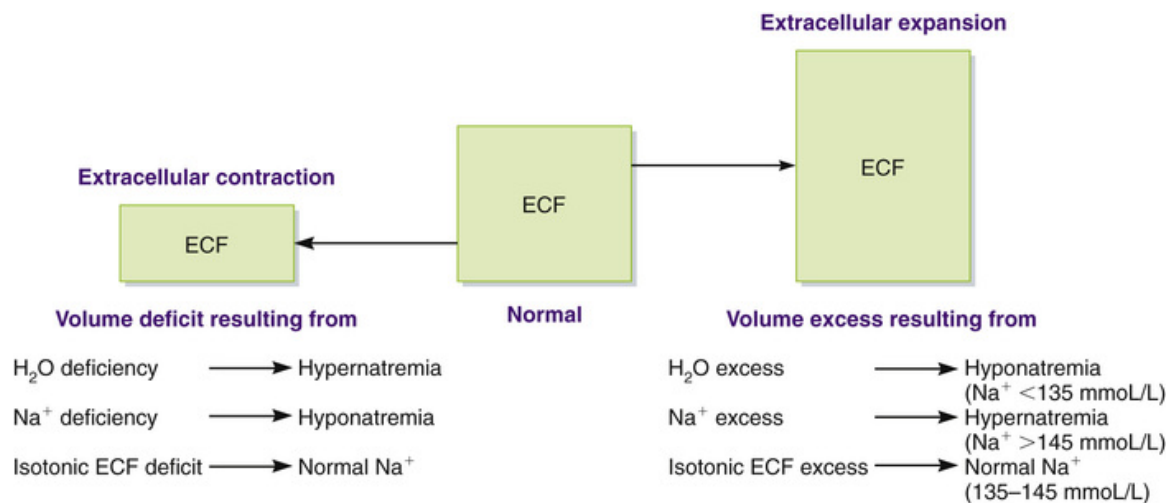 Extracellular expansion
ECF
Extracellular contraction
ECF
ECF
Normal
Volume deficit resulting from
H₂O deficiency Hypernatremia
Na⁺ deficiency Hyponatremia
Isotonic ECF deficit Normal Na⁺
Volume excess resulting from
H₂O excess Hyponatremia
(Na⁺ <135 mmoL/L)
Na⁺ excess Hypernatremia
(Na⁺ >145 mmoL/L)
Isotonic ECF excess Normal Na⁺
(135–145 mmoL/L)